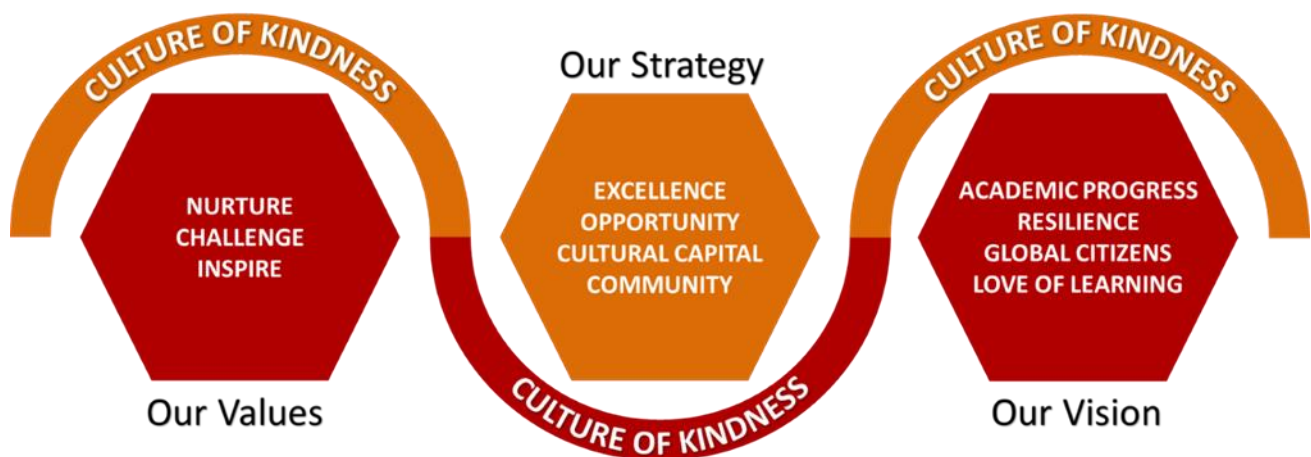 CULTURE OF KINDNESS
NURTURE
CHALLENGE
INSPIRE
Our Values
Our Strategy
EXCELLENCE
OPPORTUNITY
CULTURAL CAPITAL
COMMUNITY
CULTURE OF KINDNESS
CULTURE OF KINDNESS
ACADEMIC PROGRESS
RESILIENCE
GLOBAL CITIZENS
LOVE OF LEARNING
Our Vision